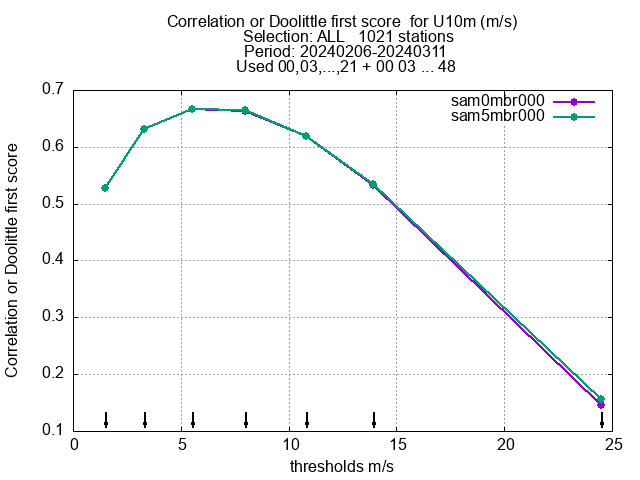 Correlation or Doolittle first score  for U10m (m/s)
Selection: ALL   1021 stations
Period: 20240206-20240311
Used 00,03,...,21 + 00 03 ... 48
sam0mbr000
sam5mbr000
0.7
0.6
0.5
0.4
0.3
0.2
0.1
Correlation or Doolittle first score
0 5 10 15 20 25
thresholds m/s